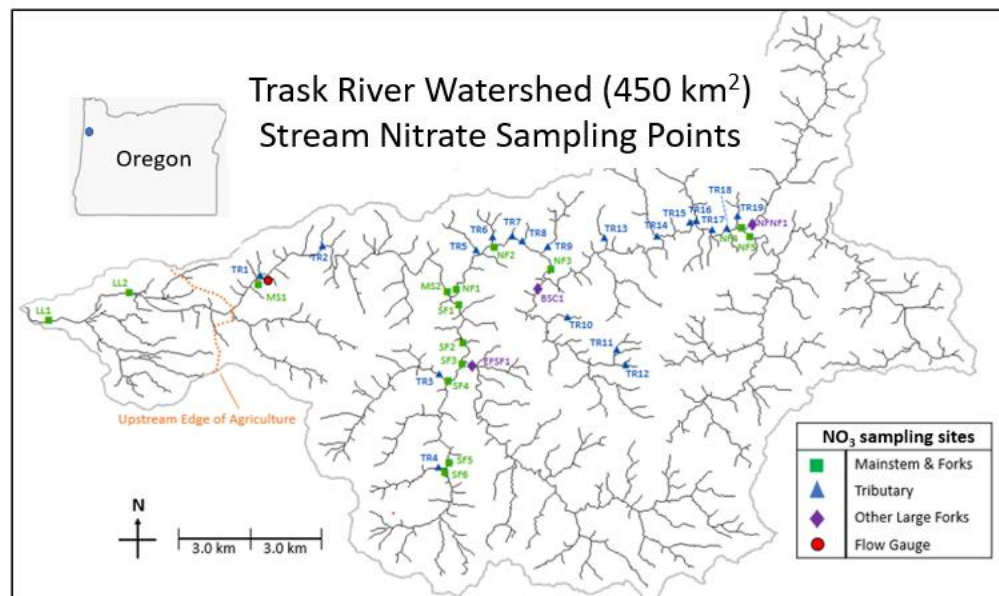 Trask River Watershed (450 km²)
Stream Nitrate Sampling Points
Oregon
TR18
TR16
TR15
TR19
TR17
NFNF1
TR14
NF4
NF5
TR13
TR7
TR6
TR8
TR5
TR9
NF2
NF3
TR2
TR1
MS1
LL2
LL1
MS2
NF1
SF1
BSC1
TR10
SF2
SF3
EFSF1
TR11
TR3
SF4
TR12
Upstream Edge of Agriculture
TR4
SF5
SF6
N
3.0 km
3.0 km
NO₃ sampling sites
Mainstem & Forks
Tributary
Other Large Forks
Flow Gauge